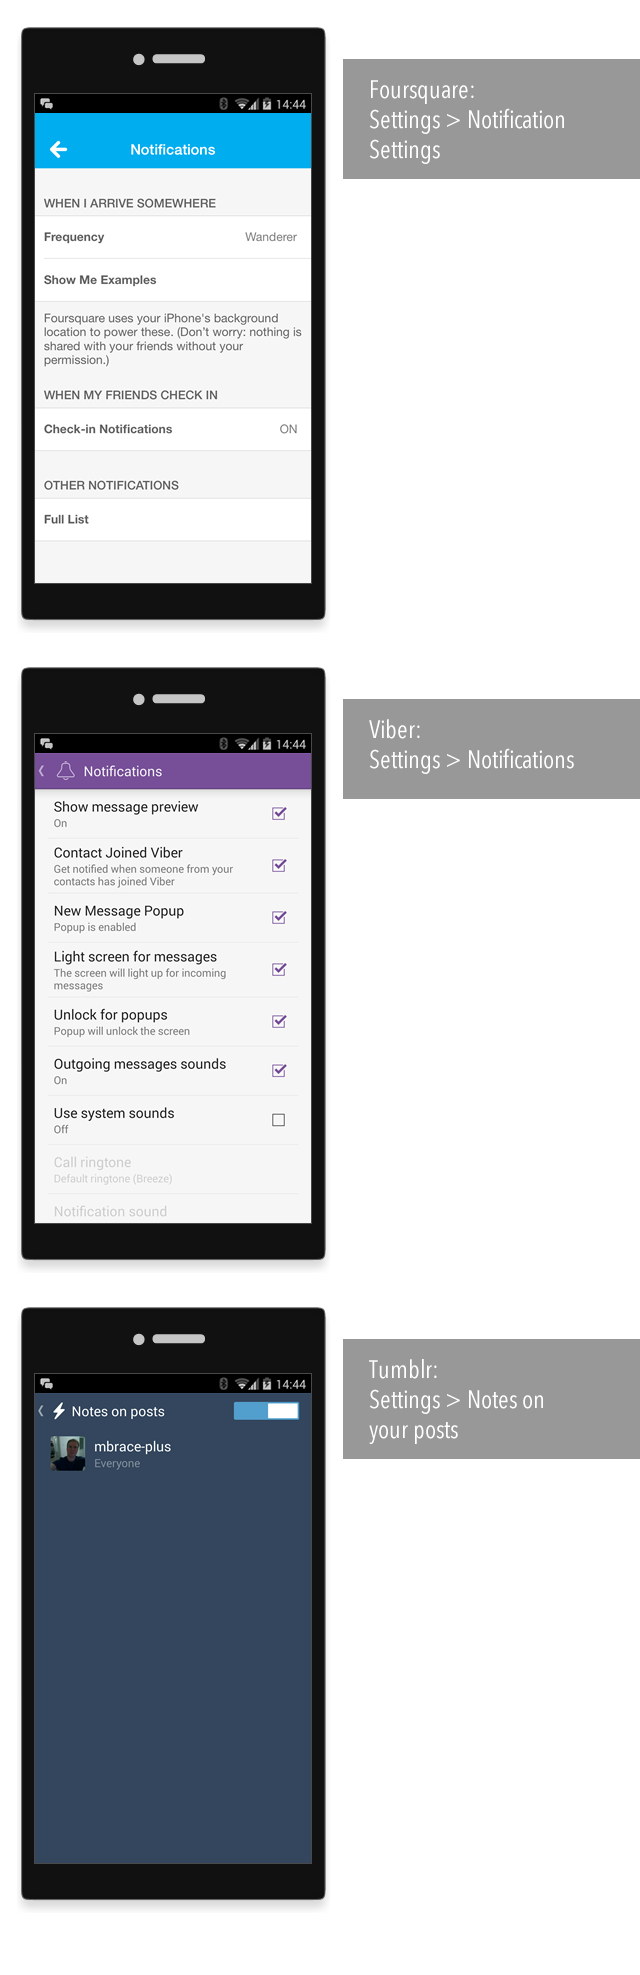 14:44
Notifications
WHEN I ARRIVE SOMEWHERE
Frequency Wanderer
Show Me Examples
Foursquare uses your iPhone's background
location to power these. (Don't worry: nothing is
shared with your friends without your
permission.)
WHEN MY FRIENDS CHECK IN
Check-in Notifications ON
OTHER NOTIFICATIONS
Full List
Foursquare:
Settings > Notification
Settings
14:44
Notifications
Show message preview
On
Contact Joined Viber
Get notified when someone from your
contacts has joined Viber
New Message Popup
Popup is enabled
Light screen for messages
The screen will light up for incoming
messages
Unlock for popups
Popup will unlock the screen
Outgoing messages sounds
On
Use system sounds
Off
Call ringtone
Default ringtone (Breeze)
Notification sound
Viber:
Settings > Notifications
14:44
Notes on posts
mbrace-plus
Everyone
Tumblr:
Settings > Notes on
your posts